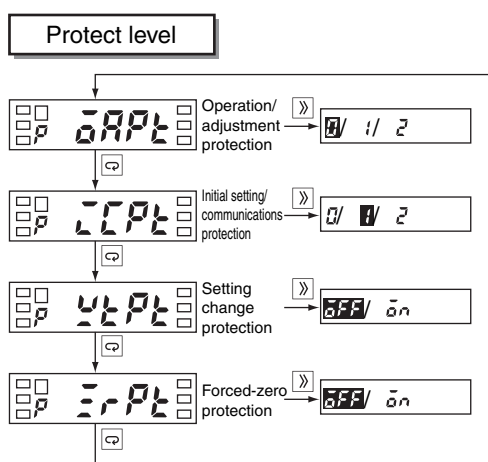 Protect level
P oAPt
Operation/
adjustment
protection
0/ 1/ 2
P iCPt
Initial setting/
communications
protection
0/ 1/ 2
P WtPt
Setting
change
protection
oFF/ on
P ZrPt
Forced-zero
protection
oFF/ on